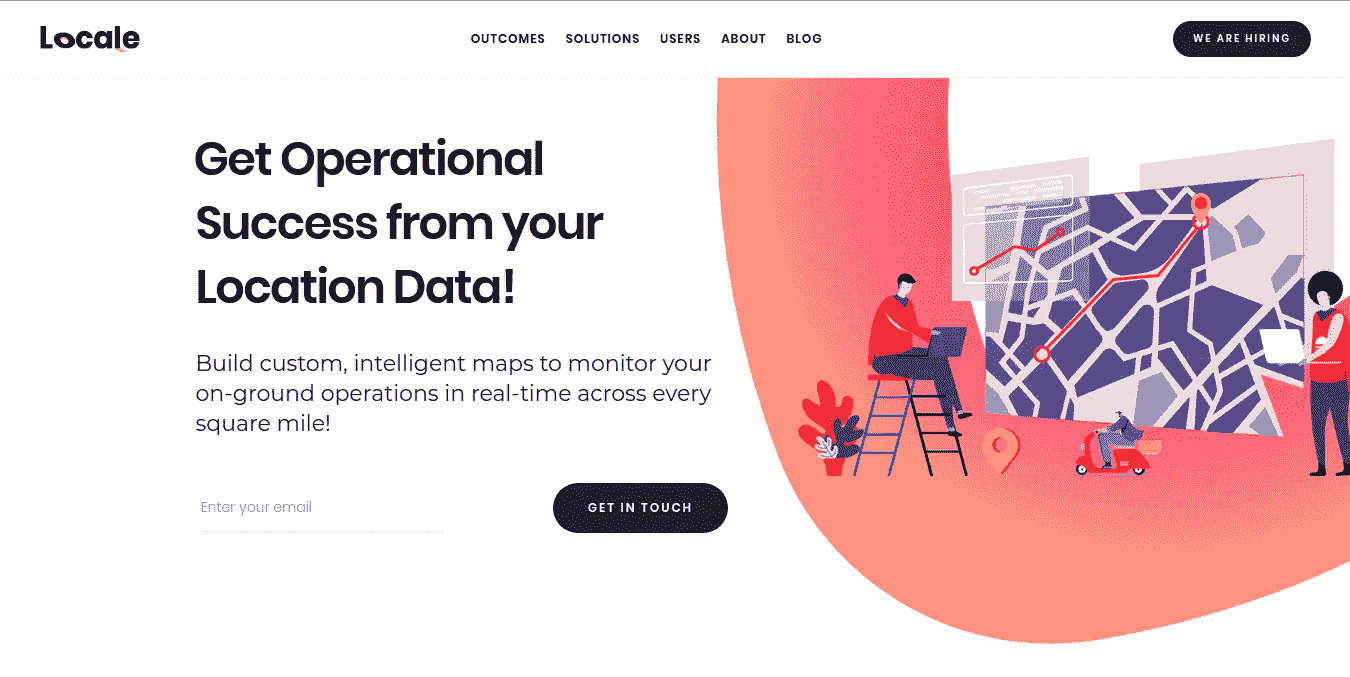 Locale
OUTCOMES SOLUTIONS USERS ABOUT BLOG
WE ARE HIRING
Get Operational
Success from your
Location Data!
Build custom, intelligent maps to monitor your
on-ground operations in real-time across every
square mile!
Enter your email
GET IN TOUCH